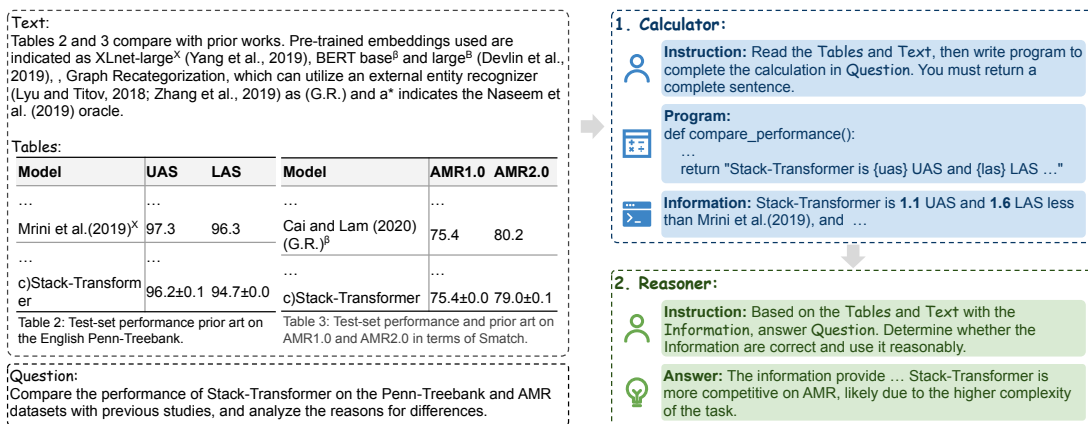 Text:
Tables 2 and 3 compare with prior works. Pre-trained embeddings used are
indicated as XLnet-largeᵡ (Yang et al., 2019), BERT baseᵝ and largeᴮ (Devlin et al.,
2019), , Graph Recategorization, which can utilize an external entity recognizer
(Lyu and Titov, 2018; Zhang et al., 2019) as (G.R.) and a* indicates the Naseem et
al. (2019) oracle.
Tables:
Model UAS LAS
… … …
Mrini et al.(2019)ᵡ 97.3 96.3
… …
c)Stack-Transform
er 96.2±0.1 94.7±0.0
Table 2: Test-set performance prior art on
the English Penn-Treebank.
Model AMR1.0 AMR2.0
… …
Cai and Lam (2020)
(G.R.)ᵝ 75.4 80.2
… …
c)Stack-Transformer 75.4±0.0 79.0±0.1
Table 3: Test-set performance and prior art on
AMR1.0 and AMR2.0 in terms of Smatch.
Question:
Compare the performance of Stack-Transformer on the Penn-Treebank and AMR
datasets with previous studies, and analyze the reasons for differences.
1. Calculator:
Instruction: Read the Tables and Text, then write program to
complete the calculation in Question. You must return a
complete sentence.
Program:
def compare_performance():
…
return "Stack-Transformer is {uas} UAS and {las} LAS …"
Information: Stack-Transformer is 1.1 UAS and 1.6 LAS less
than Mrini et al.(2019), and …
2. Reasoner:
Instruction: Based on the Tables and Text with the
Information, answer Question. Determine whether the
Information are correct and use it reasonably.
Answer: The information provide … Stack-Transformer is
more competitive on AMR, likely due to the higher complexity
of the task.